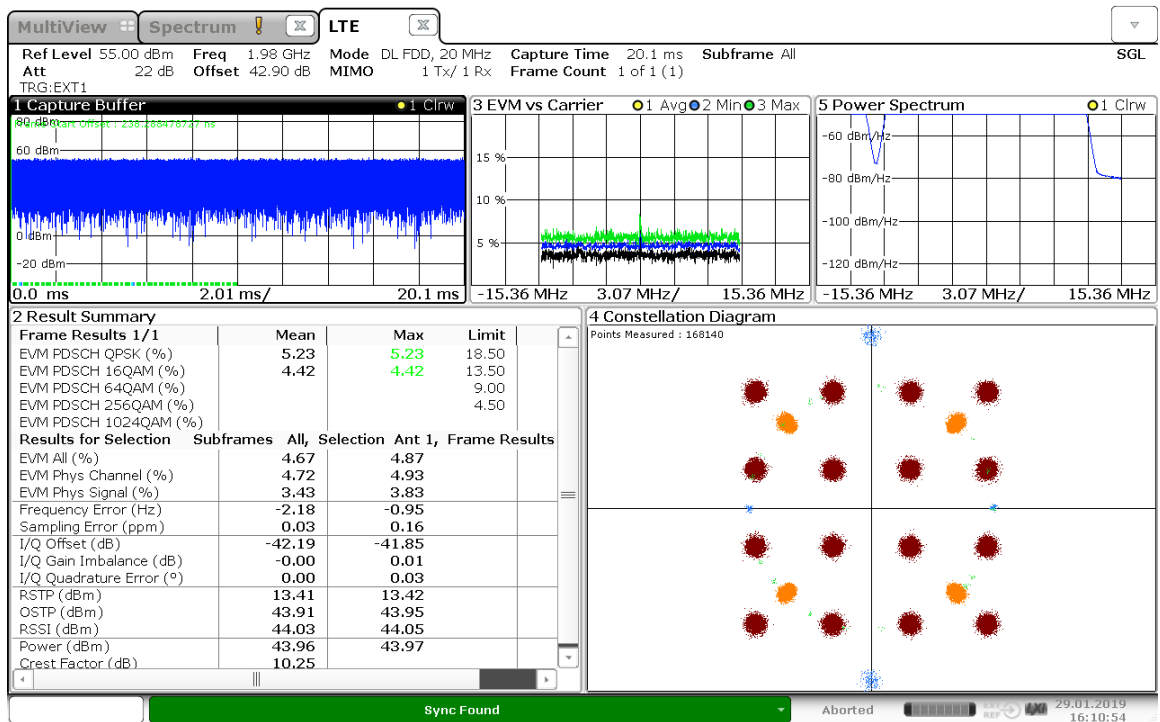 MultiView Spectrum LTE
Ref Level 55.00 dBm Freq 1.98 GHz Mode DL FDD, 20 MHz Capture Time 20.1 ms Subframe All SGL
Att 22 dB Offset 42.90 dB MIMO 1 Tx/ 1 Rx Frame Count 1 of 1 (1)
TRG:EXT1
1 Capture Buffer 1 Clrw
80 dBm
60 dBm
0 dBm
-20 dBm
0.0 ms 2.01 ms/ 20.1 ms
3 EVM vs Carrier 1 Avg 2 Min 3 Max
15 %
10 %
5 %
-15.36 MHz 3.07 MHz/ 15.36 MHz
5 Power Spectrum 1 Clrw
-60 dBm/Hz
-80 dBm/Hz
-100 dBm/Hz
-120 dBm/Hz
-15.36 MHz 3.07 MHz/ 15.36 MHz
2 Result Summary
Frame Results 1/1 Mean Max Limit
EVM PDSCH QPSK (%) 5.23 5.23 18.50
EVM PDSCH 16QAM (%) 4.42 4.42 13.50
EVM PDSCH 64QAM (%) 9.00
EVM PDSCH 256QAM (%) 4.50
EVM PDSCH 1024QAM (%)
Results for Selection Subframes All, Selection Ant 1, Frame Results
EVM All (%) 4.67 4.87
EVM Phys Channel (%) 4.72 4.93
EVM Phys Signal (%) 3.43 3.83
Frequency Error (Hz) -2.18 -0.95
Sampling Error (ppm) 0.03 0.16
I/Q Offset (dB) -42.19 -41.85
I/Q Gain Imbalance (dB) -0.00 0.01
I/Q Quadrature Error (°) 0.00 0.03
RSTP (dBm) 13.41 13.42
OSTP (dBm) 43.91 43.95
RSSI (dBm) 44.03 44.05
Power (dBm) 43.96 43.97
Crest Factor (dB) 10.25
4 Constellation Diagram
Points Measured : 168140
Sync Found
Aborted
EXT
REF
LXI
29.01.2019
16:10:54